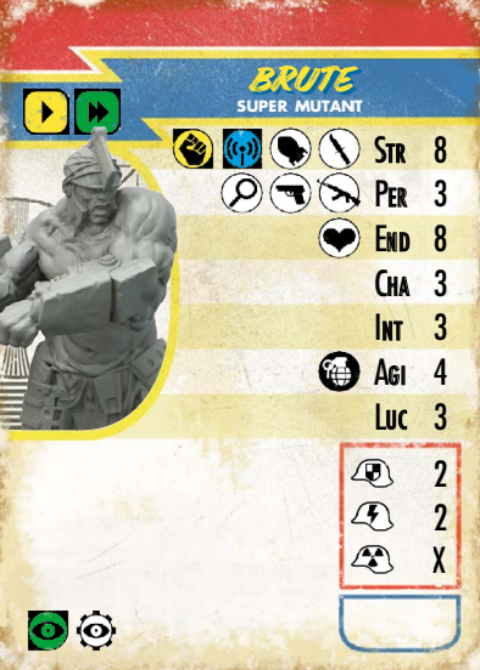 BRUTE
SUPER MUTANT
STR 8
PER 3
END 8
CHA 3
INT 3
AGI 4
LUC 3
2
2
X